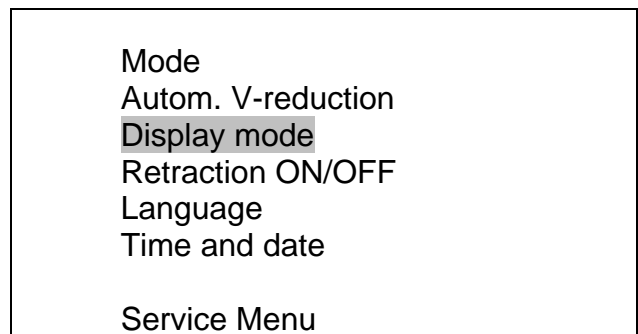 Mode
Autom. V-reduction
Display mode
Retraction ON/OFF
Language
Time and date
Service Menu